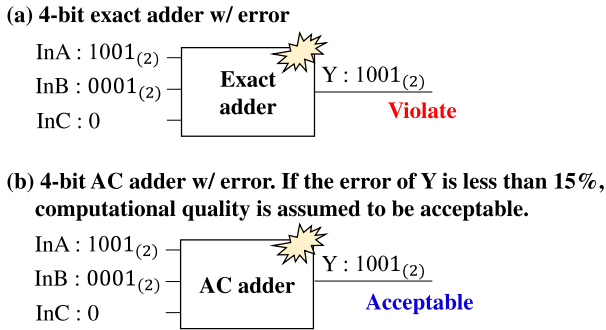 (a) 4-bit exact adder w/ error
InA : 1001₍₂₎
InB : 0001₍₂₎
InC : 0
Exact
adder
Y : 1001₍₂₎
Violate
(b) 4-bit AC adder w/ error. If the error of Y is less than 15%,
computational quality is assumed to be acceptable.
InA : 1001₍₂₎
InB : 0001₍₂₎
InC : 0
AC adder
Y : 1001₍₂₎
Acceptable